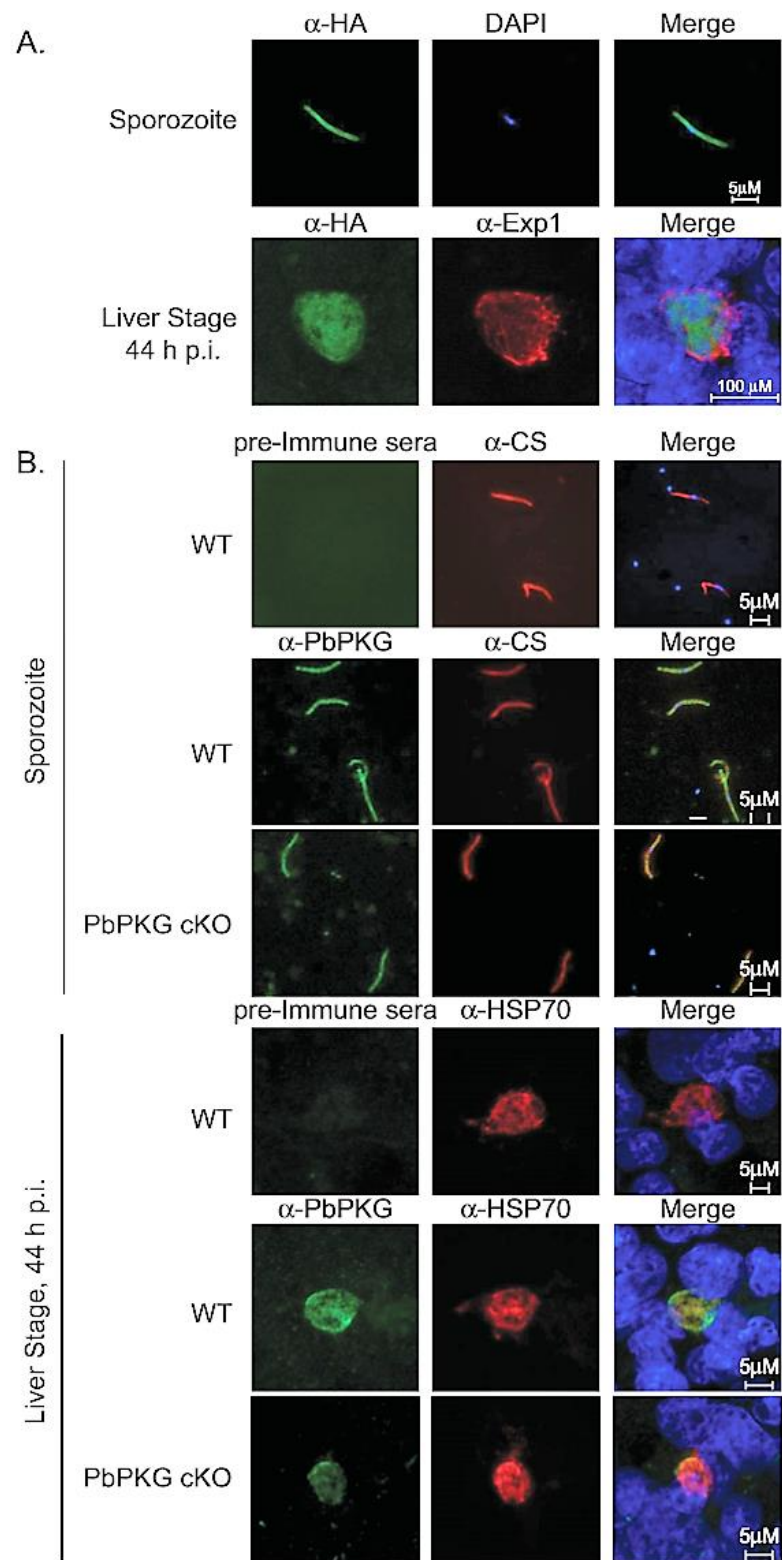 A.
α-HA DAPI Merge
Sporozoite
5µM
α-HA α-Exp1 Merge
Liver Stage
44 h p.i.
100 µM
B.
pre-Immune sera α-CS Merge
Sporozoite
WT
5µM
α-PbPKG α-CS Merge
WT
5µM
PbPKG cKO
5µM
pre-Immune sera α-HSP70 Merge
Liver Stage, 44 h p.i.
WT
5µM
α-PbPKG α-HSP70 Merge
WT
5µM
PbPKG cKO
5µM